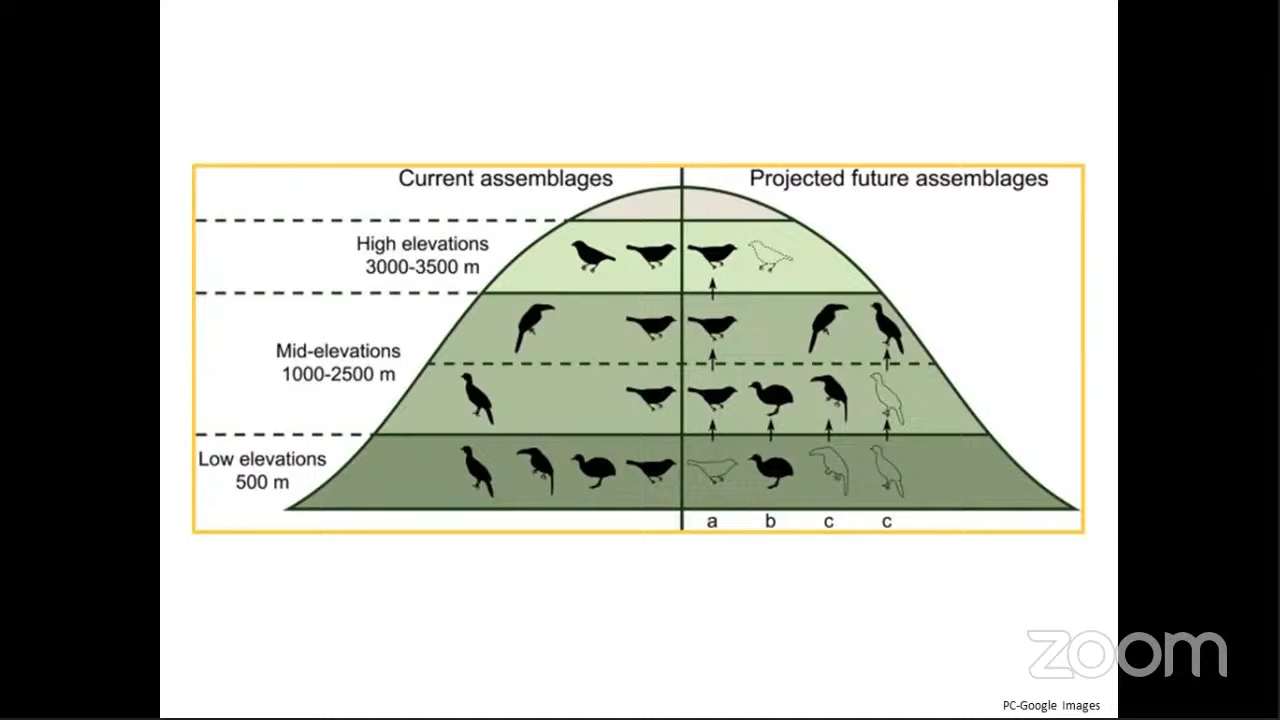 Current assemblages
Projected future assemblages
High elevations
3000-3500 m
Mid-elevations
1000-2500 m
Low elevations
500 m
a b c c
zoom
PC-Google Images